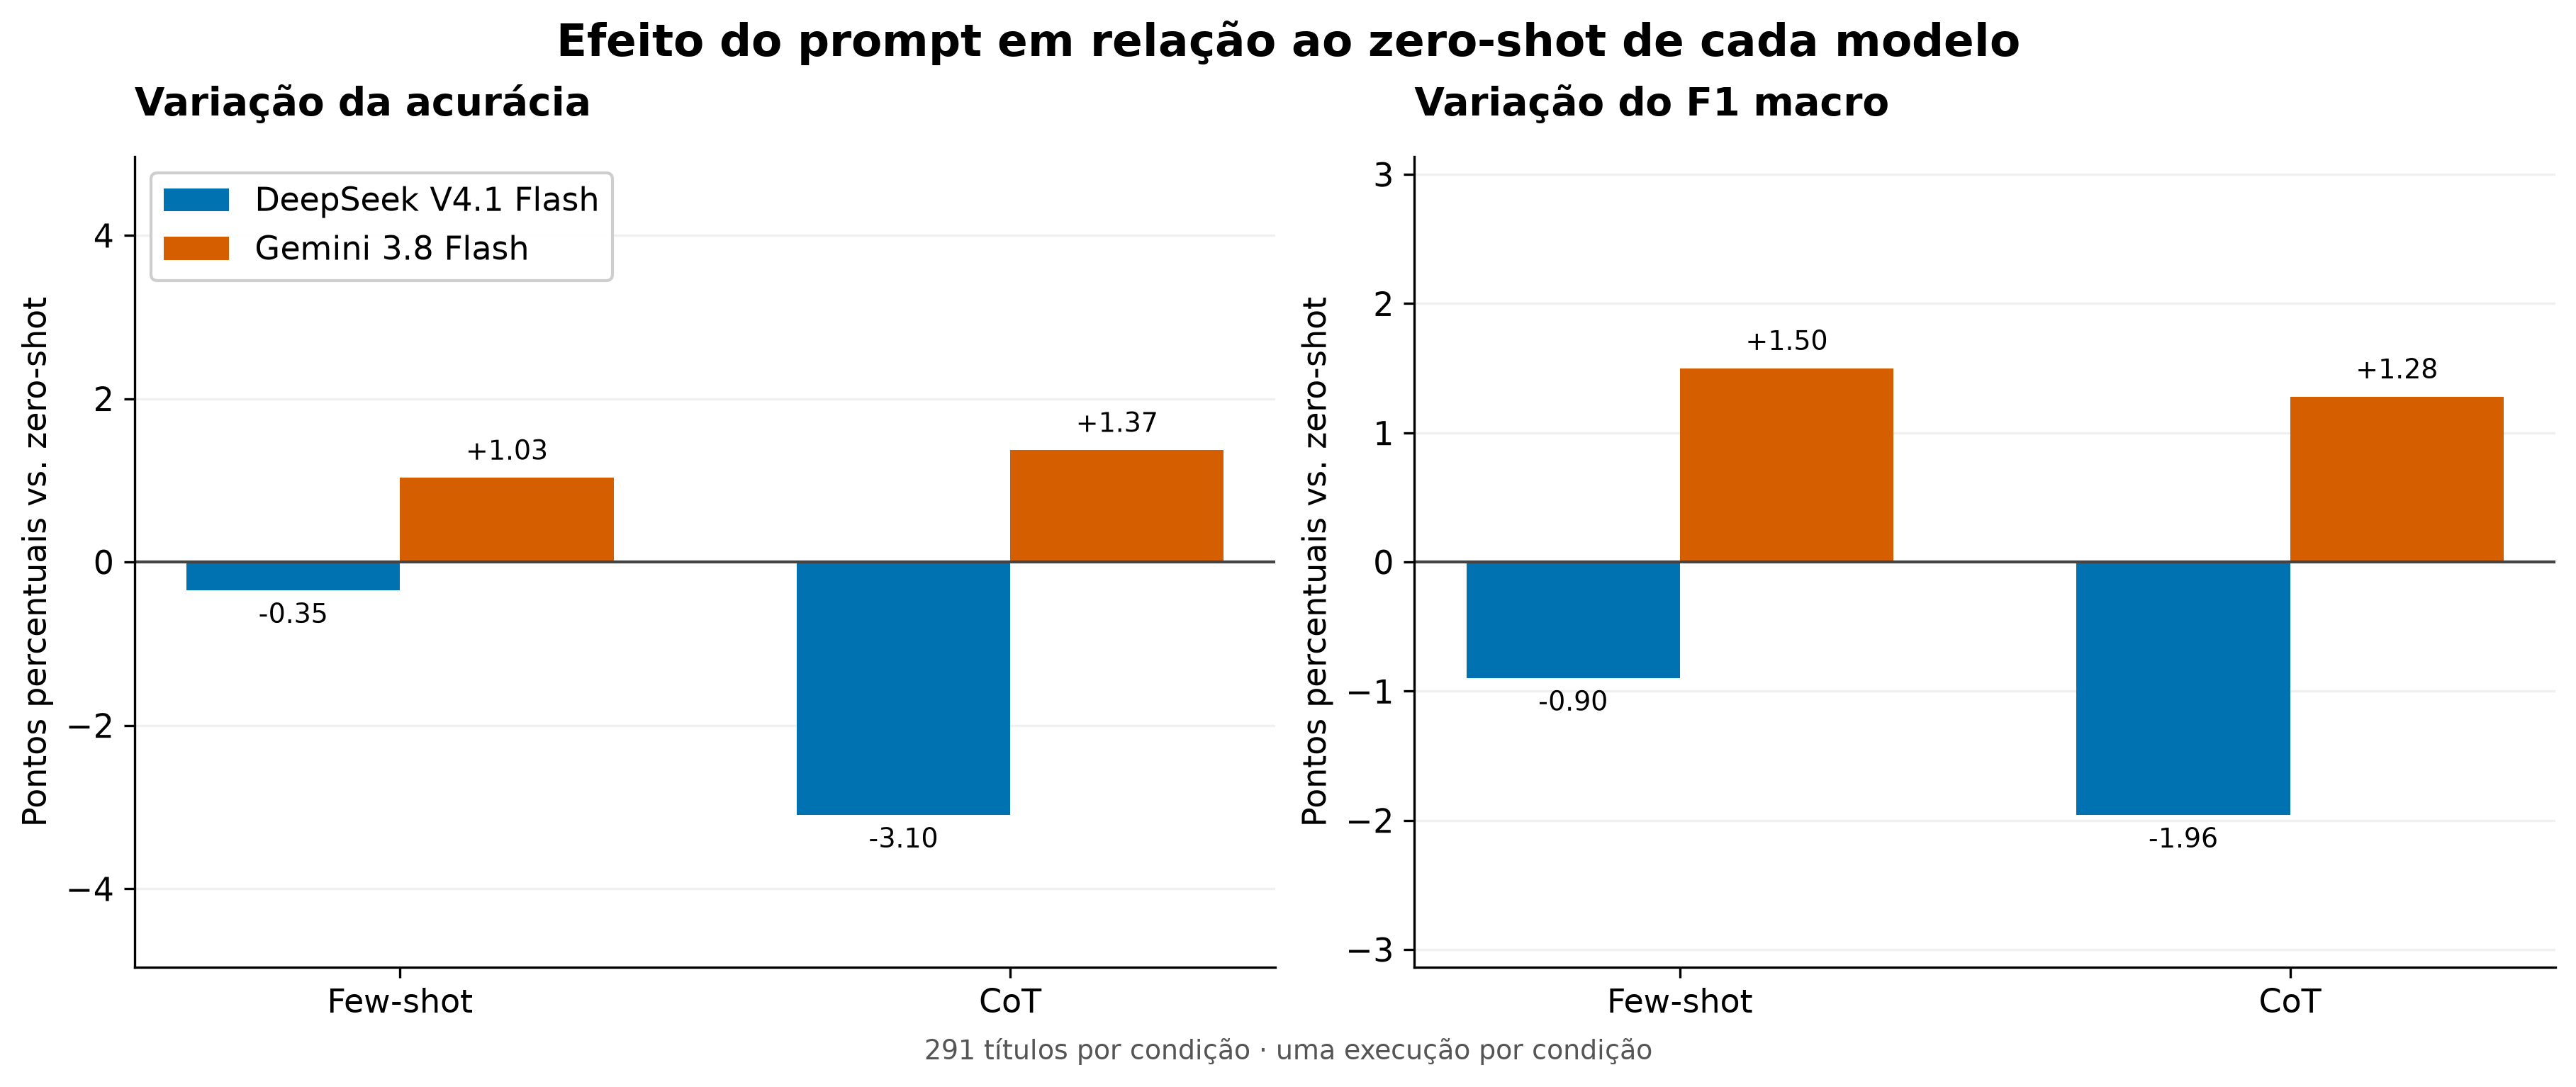 Efeito do prompt em relação ao zero-shot de cada modelo
Variação da acurácia
Pontos percentuais vs. zero-shot
4
2
0
−2
−4
DeepSeek V4.1 Flash
Gemini 3.8 Flash
-0.35
+1.03
-3.10
+1.37
Few-shot
CoT
Variação do F1 macro
Pontos percentuais vs. zero-shot
3
2
1
0
−1
−2
−3
-0.90
+1.50
-1.96
+1.28
Few-shot
CoT
291 títulos por condição · uma execução por condição